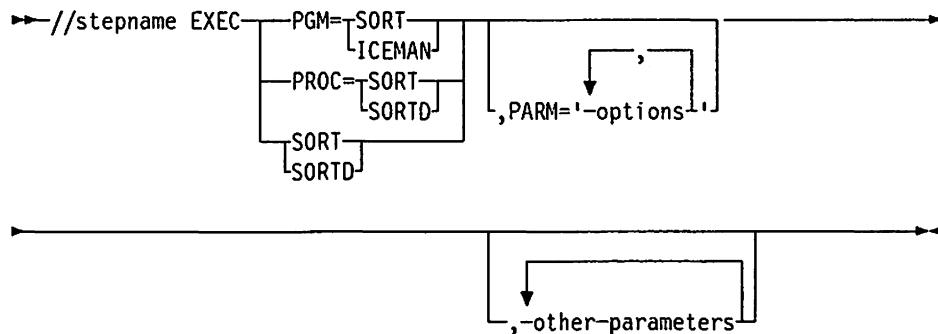 //stepname EXEC PGM= SORT
ICEMAN
PROC= SORT
SORTD
SORT
SORTD
,
,PARM=' options '
, other-parameters